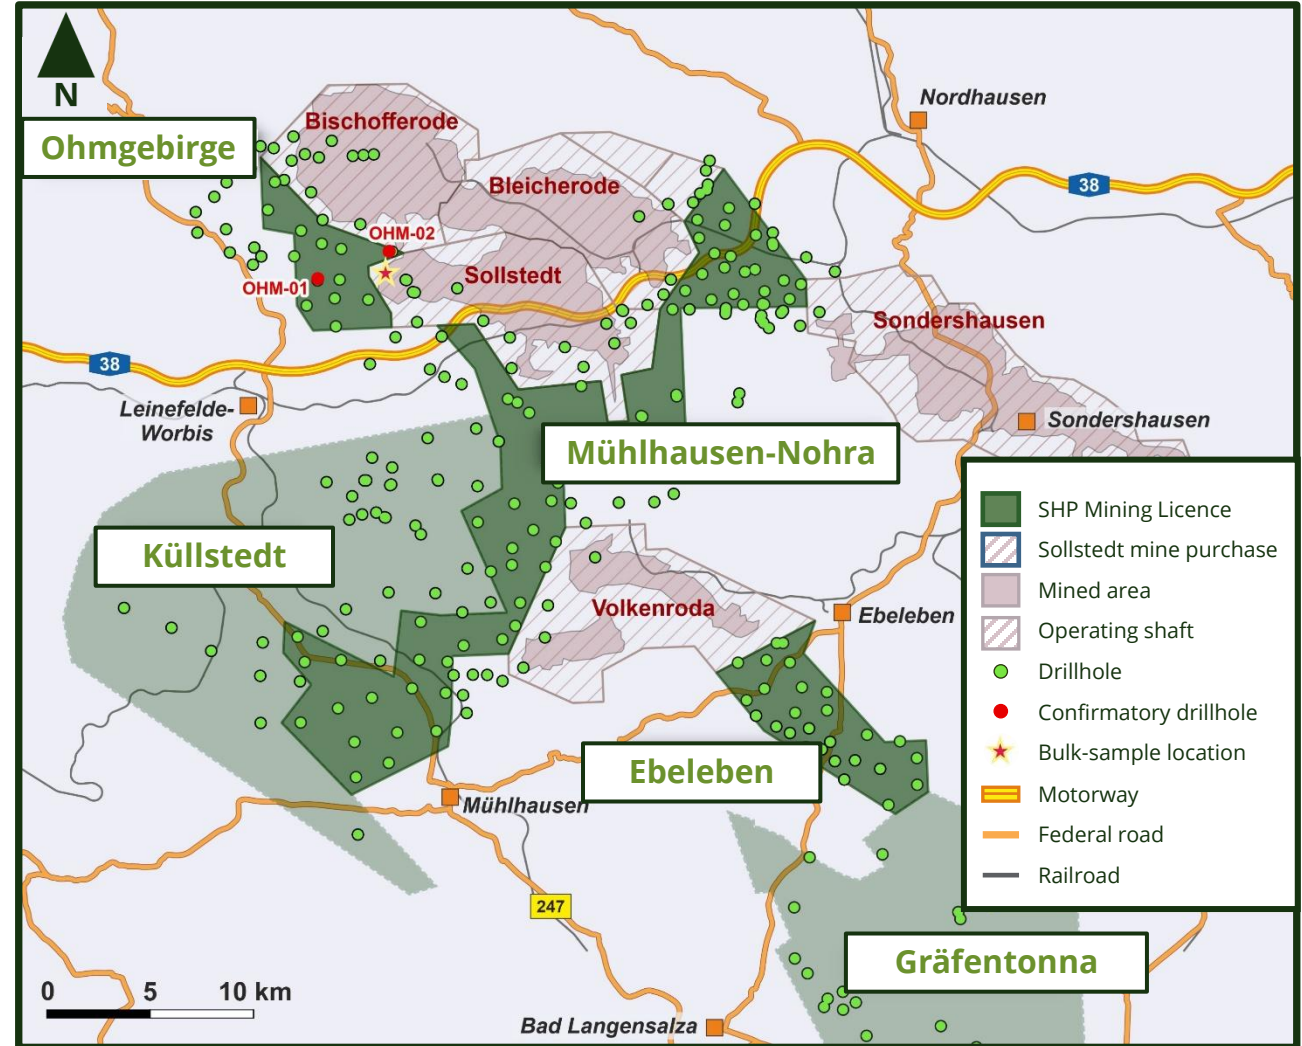 N
Nordhausen
Bischofferode
Ohmgebirge
Bleicherode
38
OHM-02
Sollstedt
OHM-01
Sondershausen
38
Leinefelde-
Worbis
Sondershausen
Mühlhausen-Nohra
SHP Mining Licence
Sollstedt mine purchase
Küllstedt
Mined area
Volkenroda
Ebeleben
Operating shaft
Drillhole
Confirmatory drillhole
Bulk-sample location
Ebeleben
Motorway
Mühlhausen
Federal road
Railroad
247
Gräfentonna
0 5 10 km
Bad Langensalza